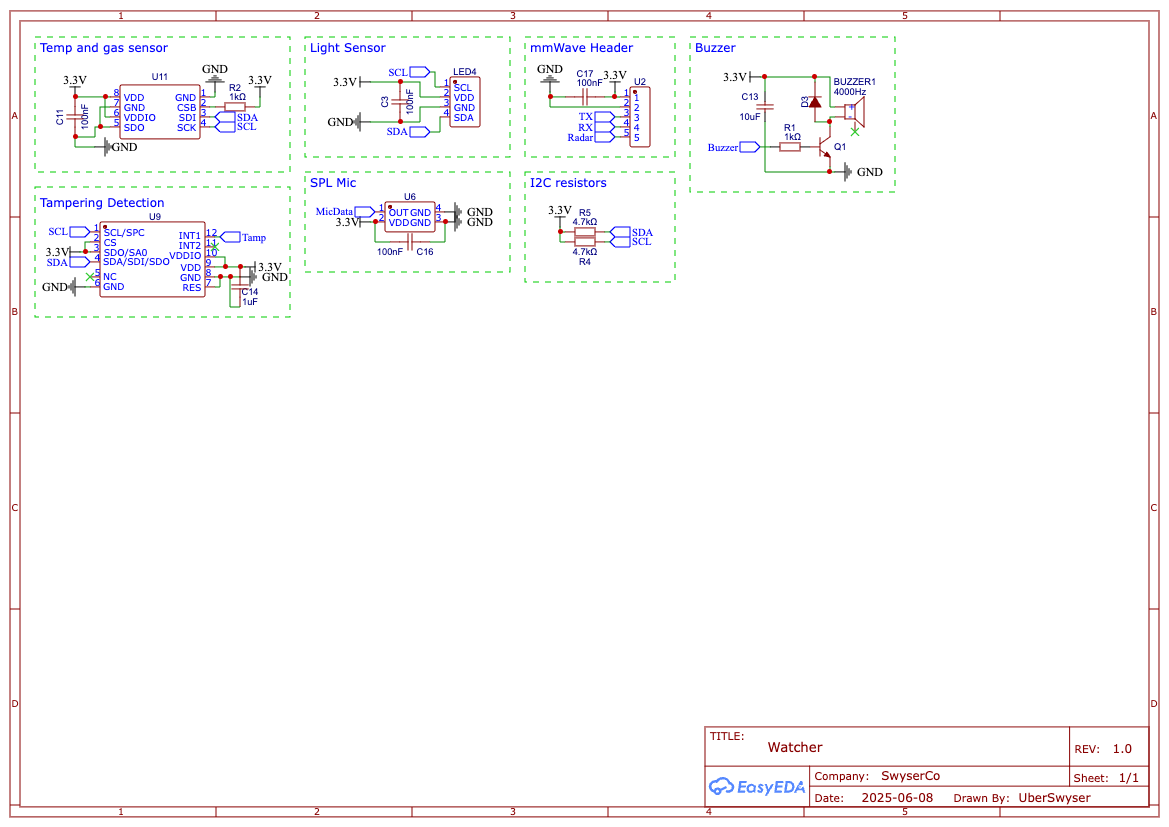 1 2 3 4 5
A
B
C
D
A
B
C
D
Temp and gas sensor
3.3V
C11
100nF
U11
8 VDD
7 GND
6 VDDIO
5 SDO
GND 1
CSB 2
SDI 3
SCK 4
GND
R2
1kΩ
3.3V
SDA
SCL
GND
Light Sensor
3.3V
SCL
C3
100nF
GND
SDA
LED4
1 SCL
2 VDD
3 GND
4 SDA
mmWave Header
GND
C17
100nF
3.3V
U2
1 1
2 2
3 3
4 4
5 5
TX
RX
Radar
Buzzer
3.3V
C13
10uF
D3
BUZZER1
4000Hz
R1
1kΩ
Buzzer
Q1
GND
Tampering Detection
U9
SCL
3.3V
SDA
GND
1 SCL/SPC
2 CS
3 SDO/SA0
4 SDA/SDI/SDO
5 NC
6 GND
INT1 12
INT2 11
VDDIO 10
VDD 9
GND 8
RES 7
Tamp
3.3V
GND
C14
1uF
SPL Mic
U6
MicData
3.3V
1 OUT GND 4
2 VDD GND 3
GND
GND
100nF C16
I2C resistors
3.3V
R5
4.7kΩ
SDA
SCL
4.7kΩ
R4
TITLE:
Watcher
REV: 1.0
EasyEDA
Company: SwyserCo
Sheet: 1/1
Date: 2025-06-08 Drawn By: UberSwyser
1 2 3 4 5